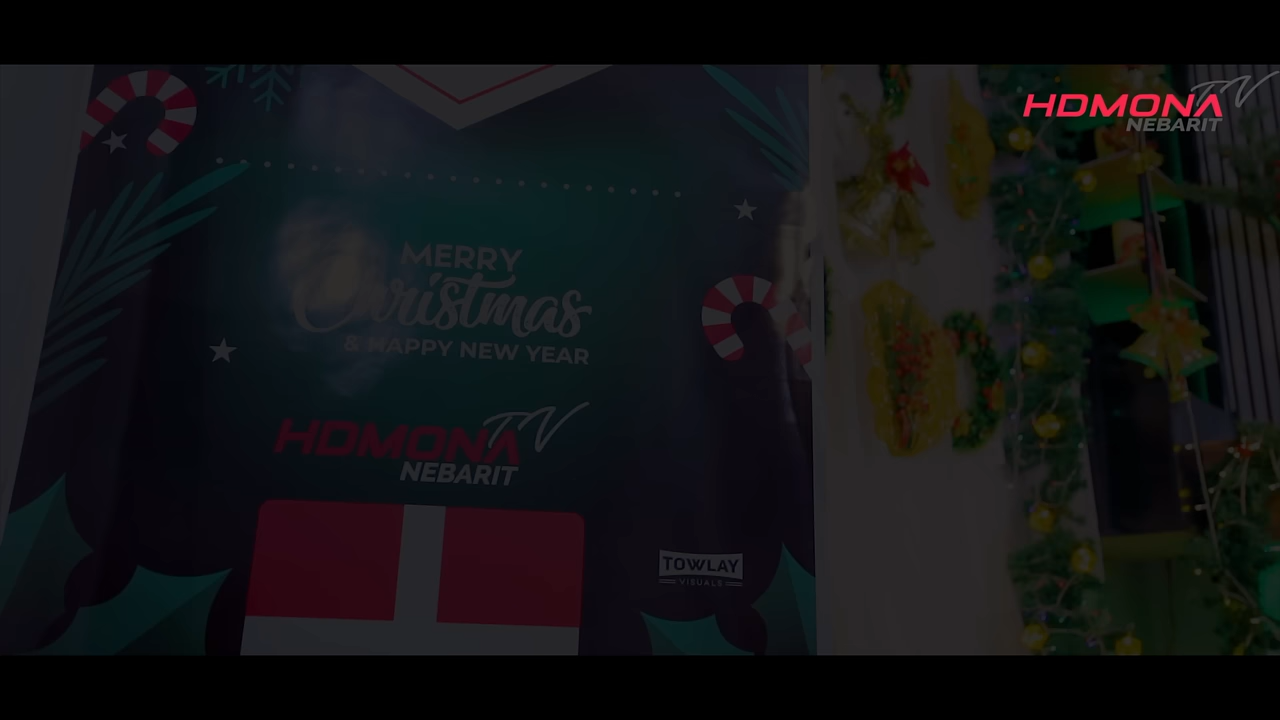 HDMONA TV
NEBARIT
MERRY
Christmas
& HAPPY NEW YEAR
HDMONA TV
NEBARIT
TOWLAY
VISUALS